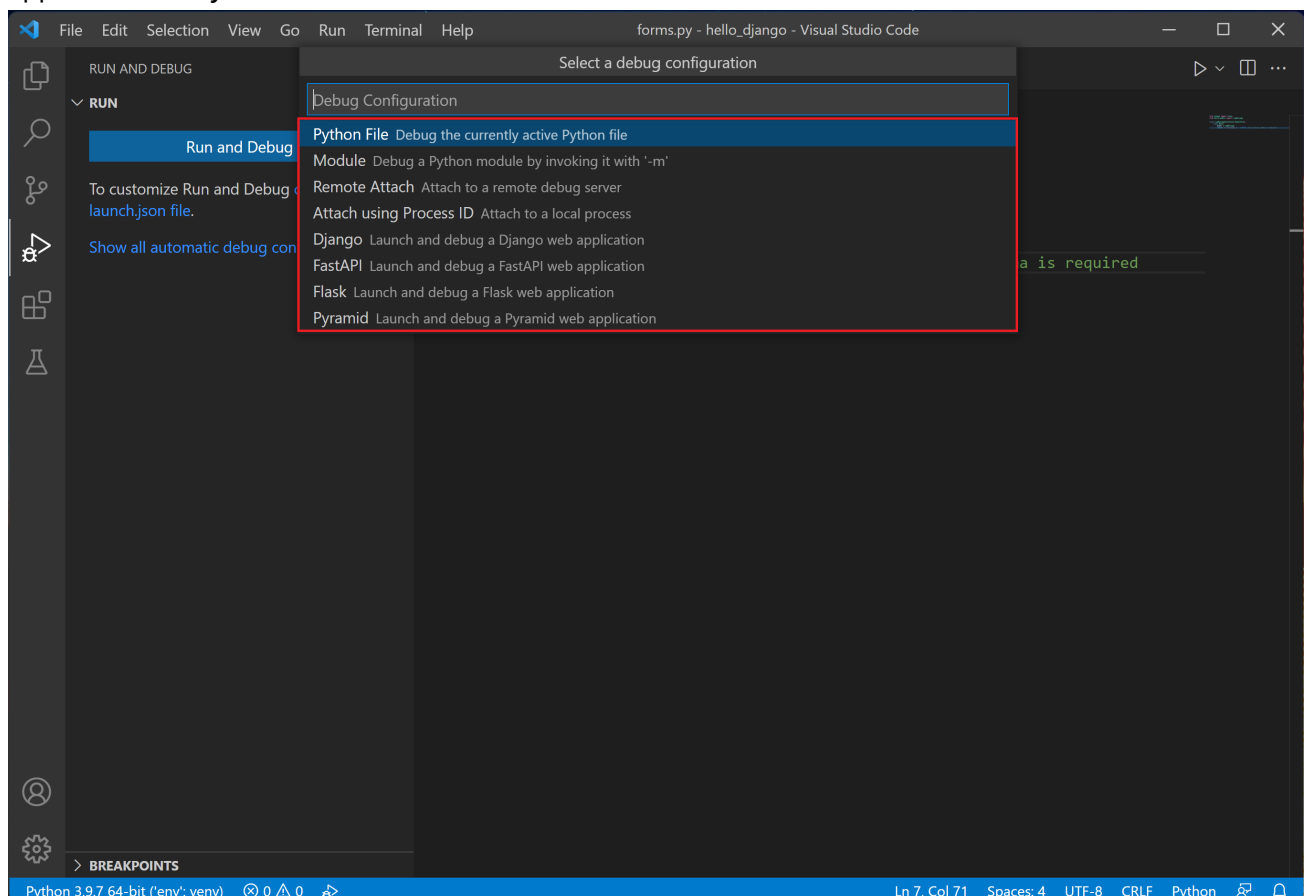 File Edit Selection View Go Run Terminal Help forms.py - hello_django - Visual Studio Code
RUN AND DEBUG
Select a debug configuration
RUN
Debug Configuration
Run and Debug
Python File Debug the currently active Python file
Module Debug a Python module by invoking it with '-m'
To customize Run and Debug
Remote Attach Attach to a remote debug server
launch.json file.
Attach using Process ID Attach to a local process
Show all automatic debug con
Django Launch and debug a Django web application
FastAPI Launch and debug a FastAPI web application
a is required
Flask Launch and debug a Flask web application
Pyramid Launch and debug a Pyramid web application
BREAKPOINTS
Python 3.9.7 64-bit ('env': venv) 0 0 Ln 7, Col 71 Spaces: 4 UTF-8 CRLF Python